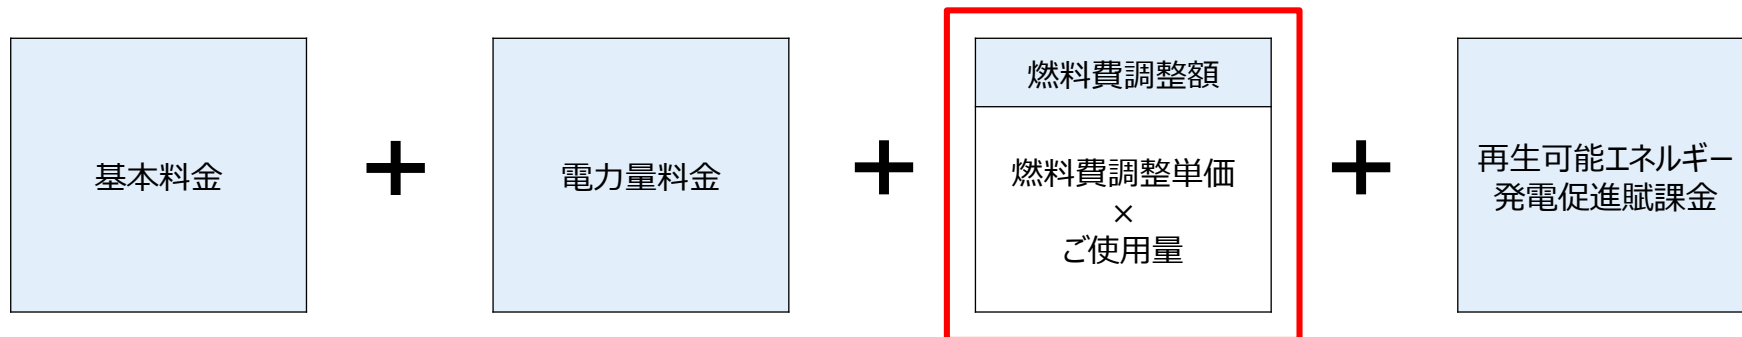 基本料金
+
電力量料金
+
燃料費調整額
燃料費調整単価
×
ご使用量
+
再生可能エネルギー
発電促進賦課金